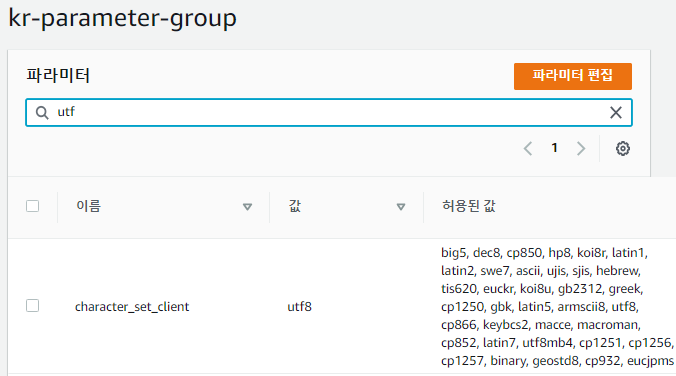 kr-parameter-group
파라미터
파라미터 편집
utf
1
이름
값
허용된 값
character_set_client
utf8
big5, dec8, cp850, hp8, koi8r, latin1,
latin2, swe7, ascii, ujis, sjis, hebrew,
tis620, euckr, koi8u, gb2312, greek,
cp1250, gbk, latin5, armscii8, utf8,
cp866, keybcs2, macce, macroman,
cp852, latin7, utf8mb4, cp1251, cp1256,
cp1257, binary, geostd8, cp932, eucjpms